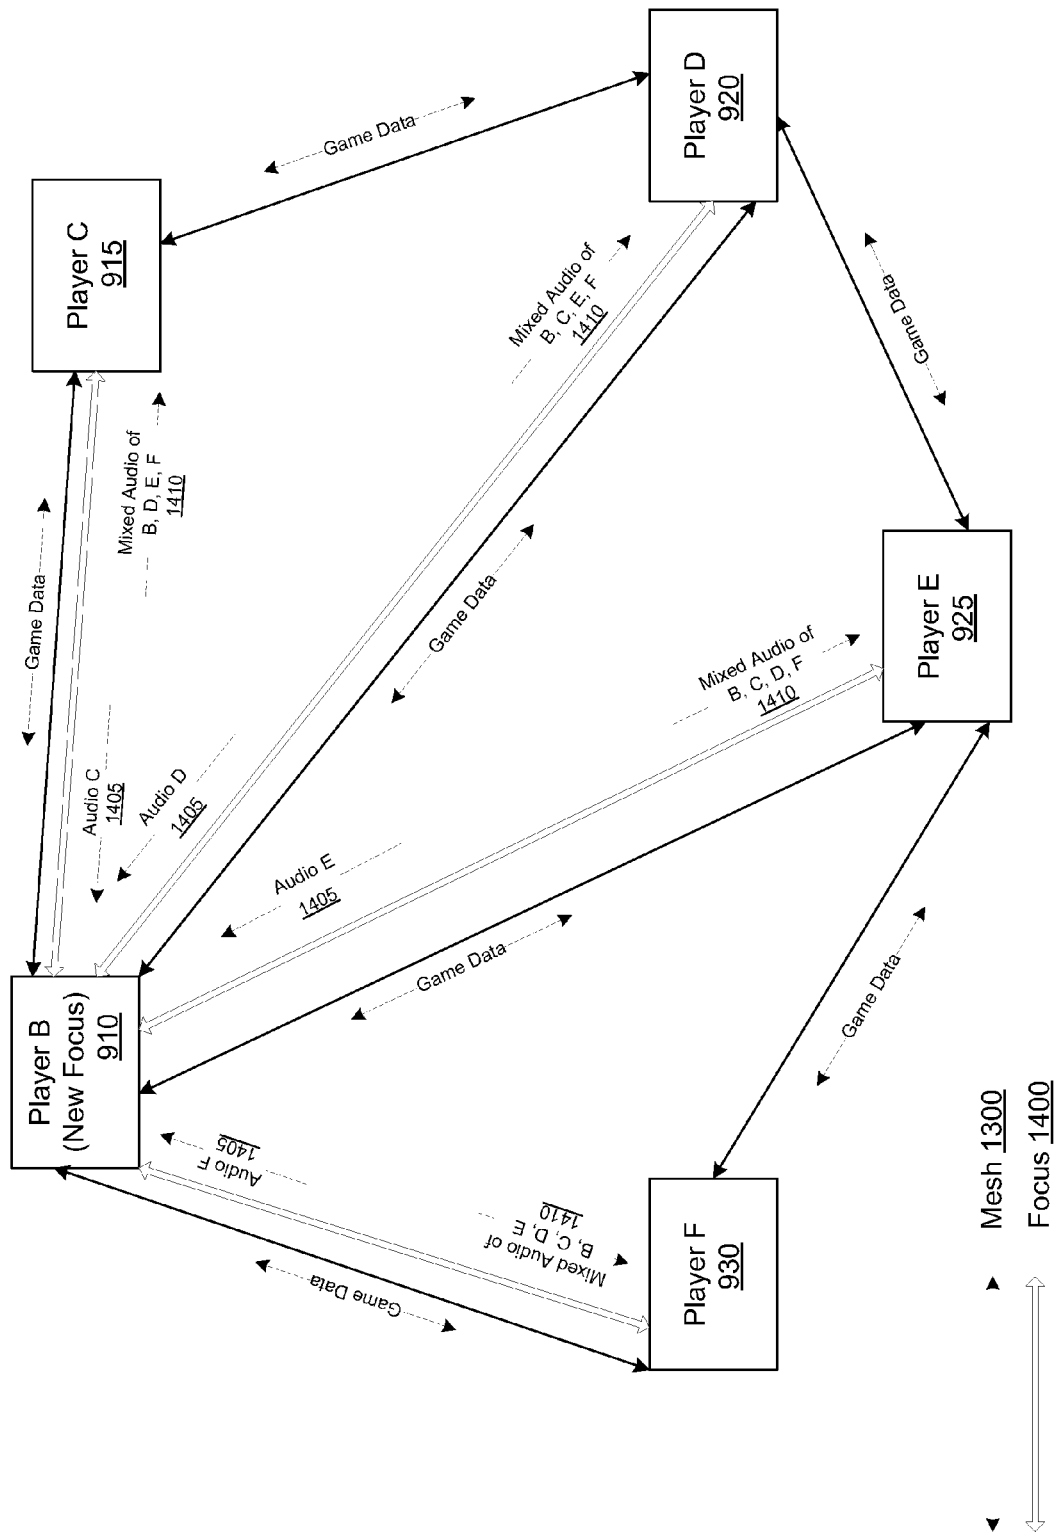 Player C
915
Player D
920
Player B
(New Focus)
910
Player E
925
Player F
930
Game Data
Game Data
Game Data
Game Data
Game Data
Game Data
Game Data
Audio C
1405
Mixed Audio of
B, D, E, F
1410
Audio D
1405
Mixed Audio of
B, C, E, F
1410
Audio E
1405
Mixed Audio of
B, C, D, F
1410
Audio F
1405
Mixed Audio of
B, C, D, E
1410
Mesh 1300
Focus 1400